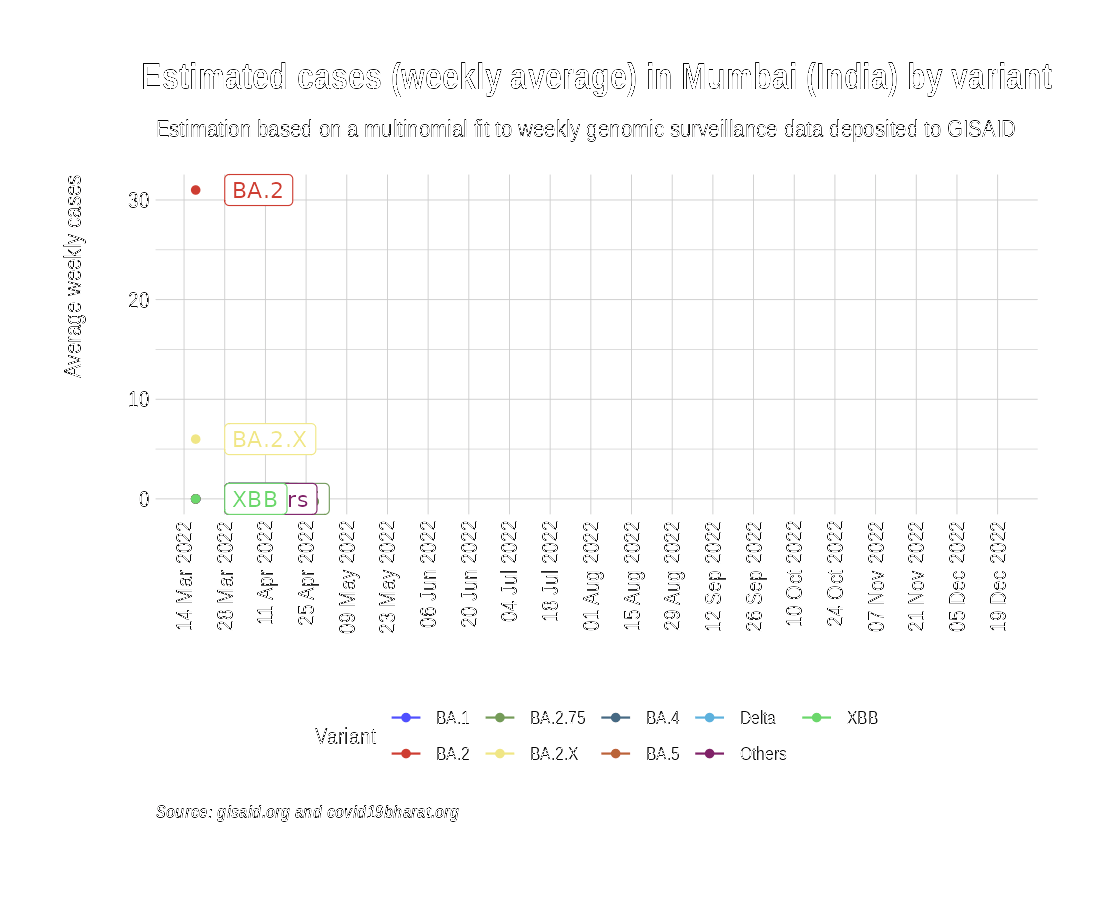 Estimated cases (weekly average) in Mumbai (India) by variant
Estimation based on a multinomial fit to weekly genomic surveillance data deposited to GISAID
Average weekly cases
30
20
10
0
BA.2
BA.2.X
XBB
rs
14 Mar 2022
28 Mar 2022
11 Apr 2022
25 Apr 2022
09 May 2022
23 May 2022
06 Jun 2022
20 Jun 2022
04 Jul 2022
18 Jul 2022
01 Aug 2022
15 Aug 2022
29 Aug 2022
12 Sep 2022
26 Sep 2022
10 Oct 2022
24 Oct 2022
07 Nov 2022
21 Nov 2022
05 Dec 2022
19 Dec 2022
Variant
BA.1 BA.2.75 BA.4 Delta XBB
BA.2 BA.2.X BA.5 Others
Source: gisaid.org and covid19bharat.org